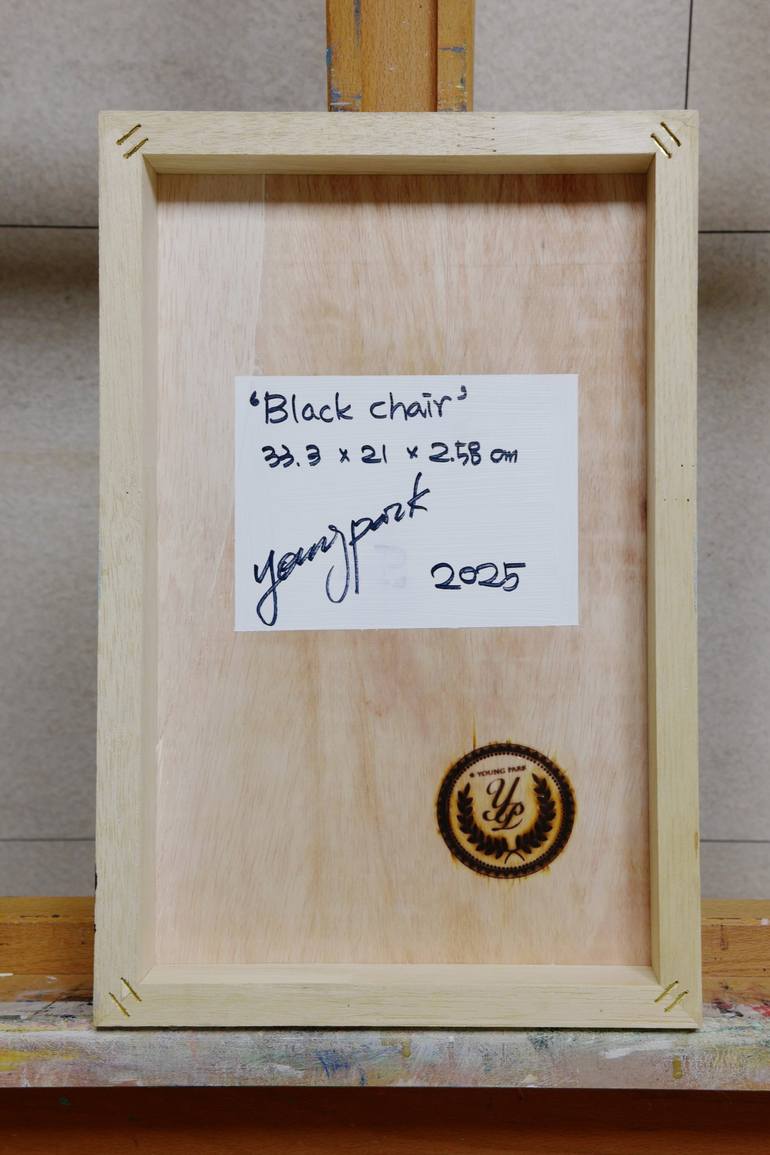 'Black chair'
33.3 x 21 x 2.58 cm
youngpark
2025
YOUNG PARK
YP